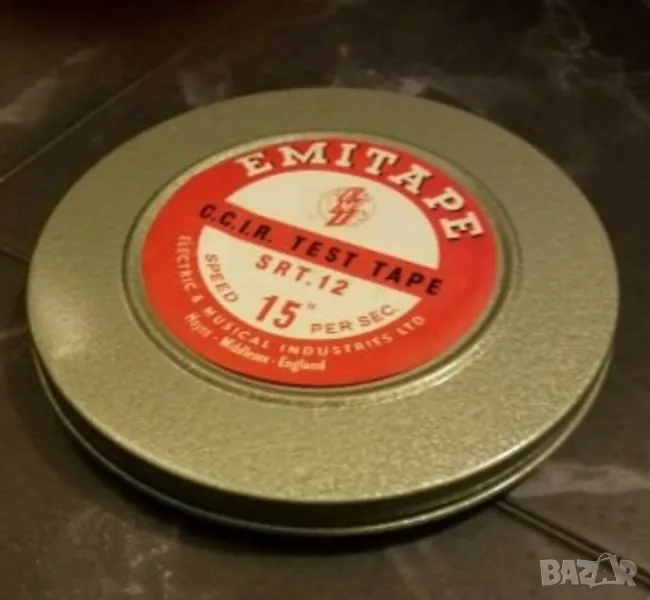 EMITAPE
C.C.I.R. TEST TAPE
SRT.12
SPEED 15" PER SEC.
ELECTRIC & MUSICAL INDUSTRIES LTD.
Hayes - Middlesex - England
BAZAR